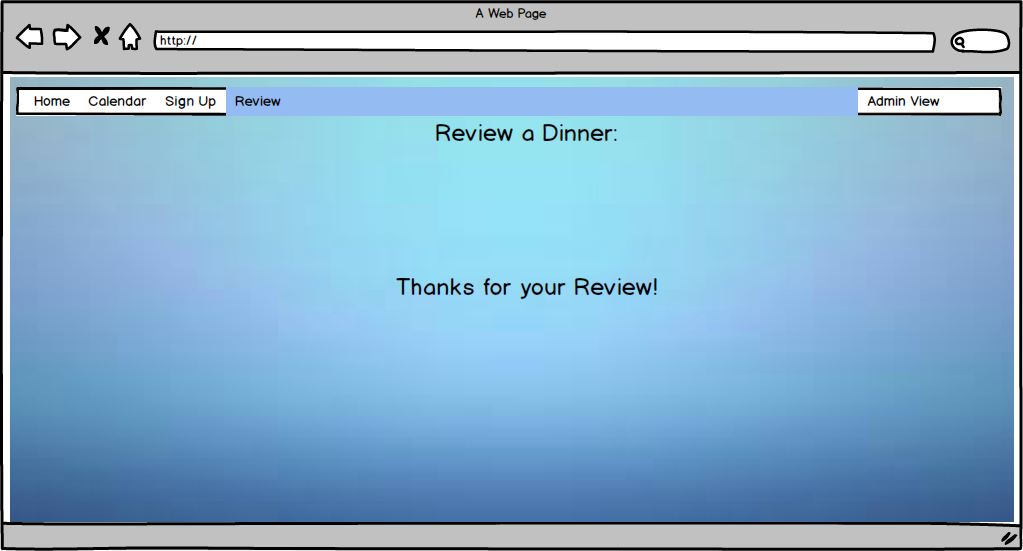 A Web Page
http://
Home Calendar Sign Up Review Admin View
Review a Dinner:
Thanks for your Review!